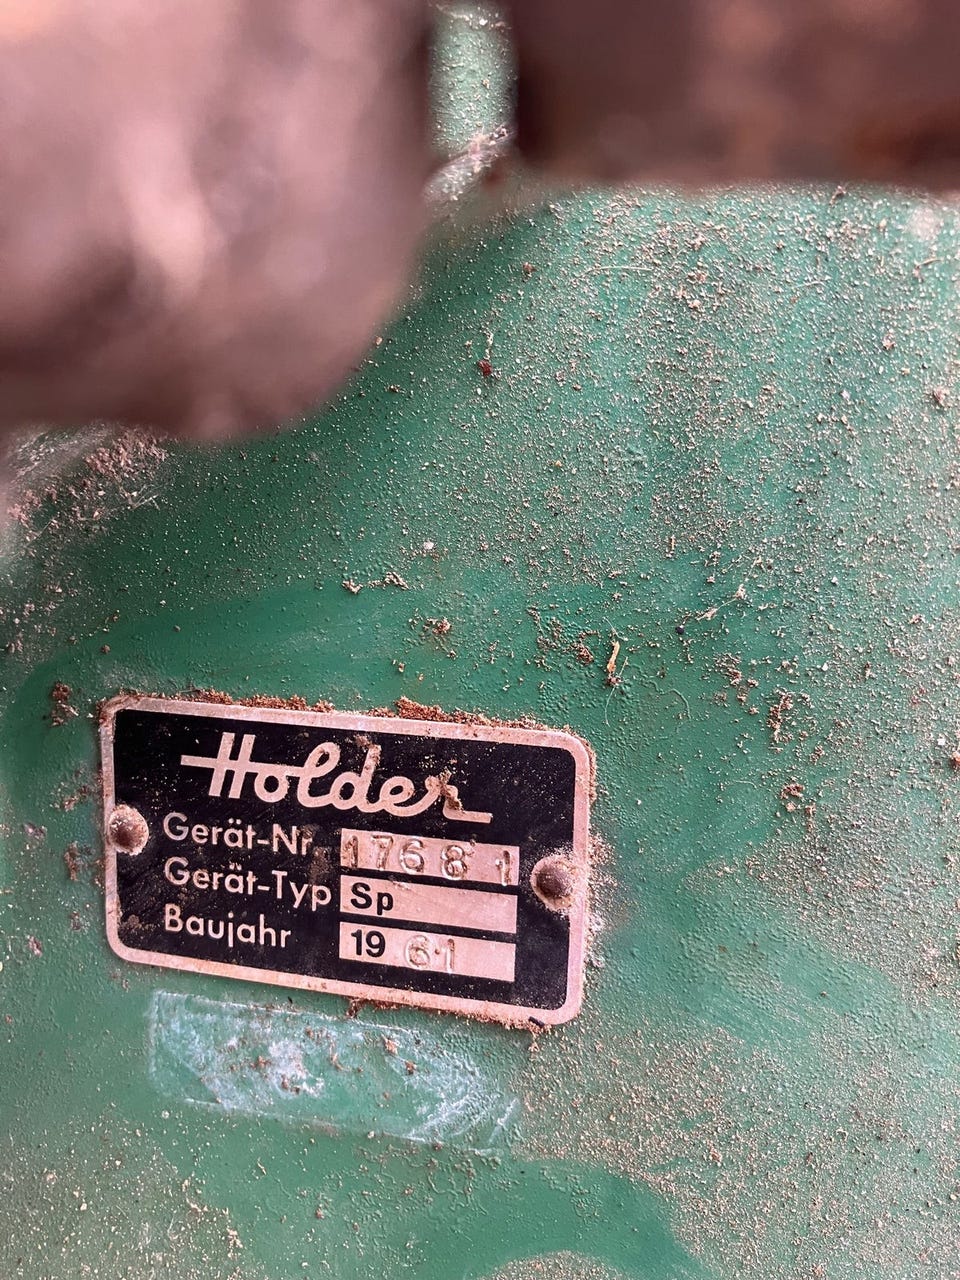 Holder
Gerät-Nr 17681
Gerät-Typ Sp
Baujahr 1961